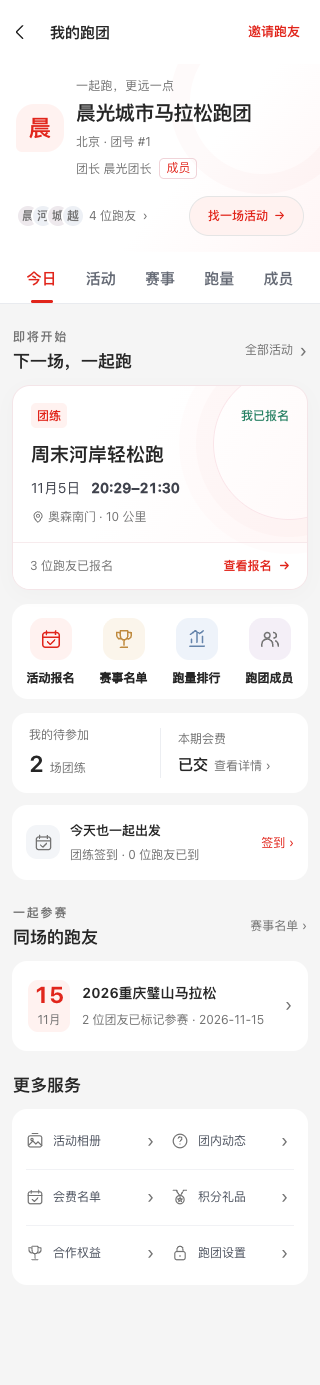 我的跑团
邀请跑友
一起跑，更远一点
晨
晨光城市马拉松跑团
北京 · 团号 #1
团长 晨光团长 成员
晨 河 城 越 4 位跑友 ›
找一场活动 →
今日 活动 赛事 跑量 成员
即将开始
下一场，一起跑
全部活动 ›
团练
我已报名
周末河岸轻松跑
11月5日 20:29–21:30
奥森南门 · 10 公里
3 位跑友已报名
查看报名 →
活动报名 赛事名单 跑量排行 跑团成员
我的待参加
2 场团练
本期会费
已交 查看详情 ›
今天也一起出发
团练签到 · 0 位跑友已到
签到 ›
一起参赛
同场的跑友
赛事名单 ›
15
11月
2026重庆璧山马拉松
2 位团友已标记参赛 · 2026-11-15
›
更多服务
活动相册 › 团内动态 ›
会费名单 › 积分礼品 ›
合作权益 › 跑团设置 ›